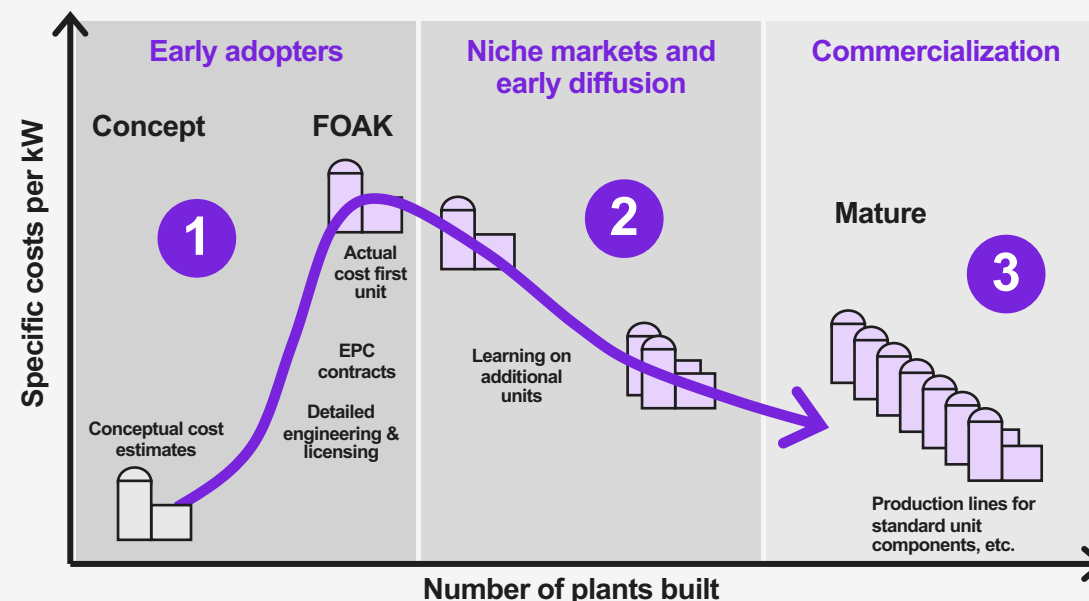 Specific costs per kW
Early adopters
Concept
FOAK
1
Actual
cost first
unit
EPC
contracts
Detailed
engineering &
licensing
Conceptual cost
estimates
Niche markets and
early diffusion
2
Learning on
additional
units
Commercialization
Mature
3
Production lines for
standard unit
components, etc.
Number of plants built